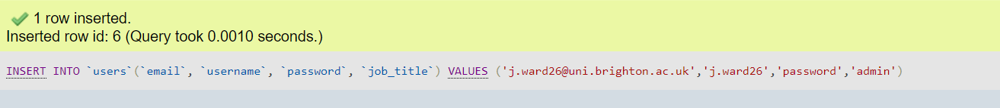 1 row inserted.
Inserted row id: 6 (Query took 0.0010 seconds.)
INSERT INTO `users`(`email`, `username`, `password`, `job_title`) VALUES ('j.ward26@uni.brighton.ac.uk','j.ward26','password','admin')